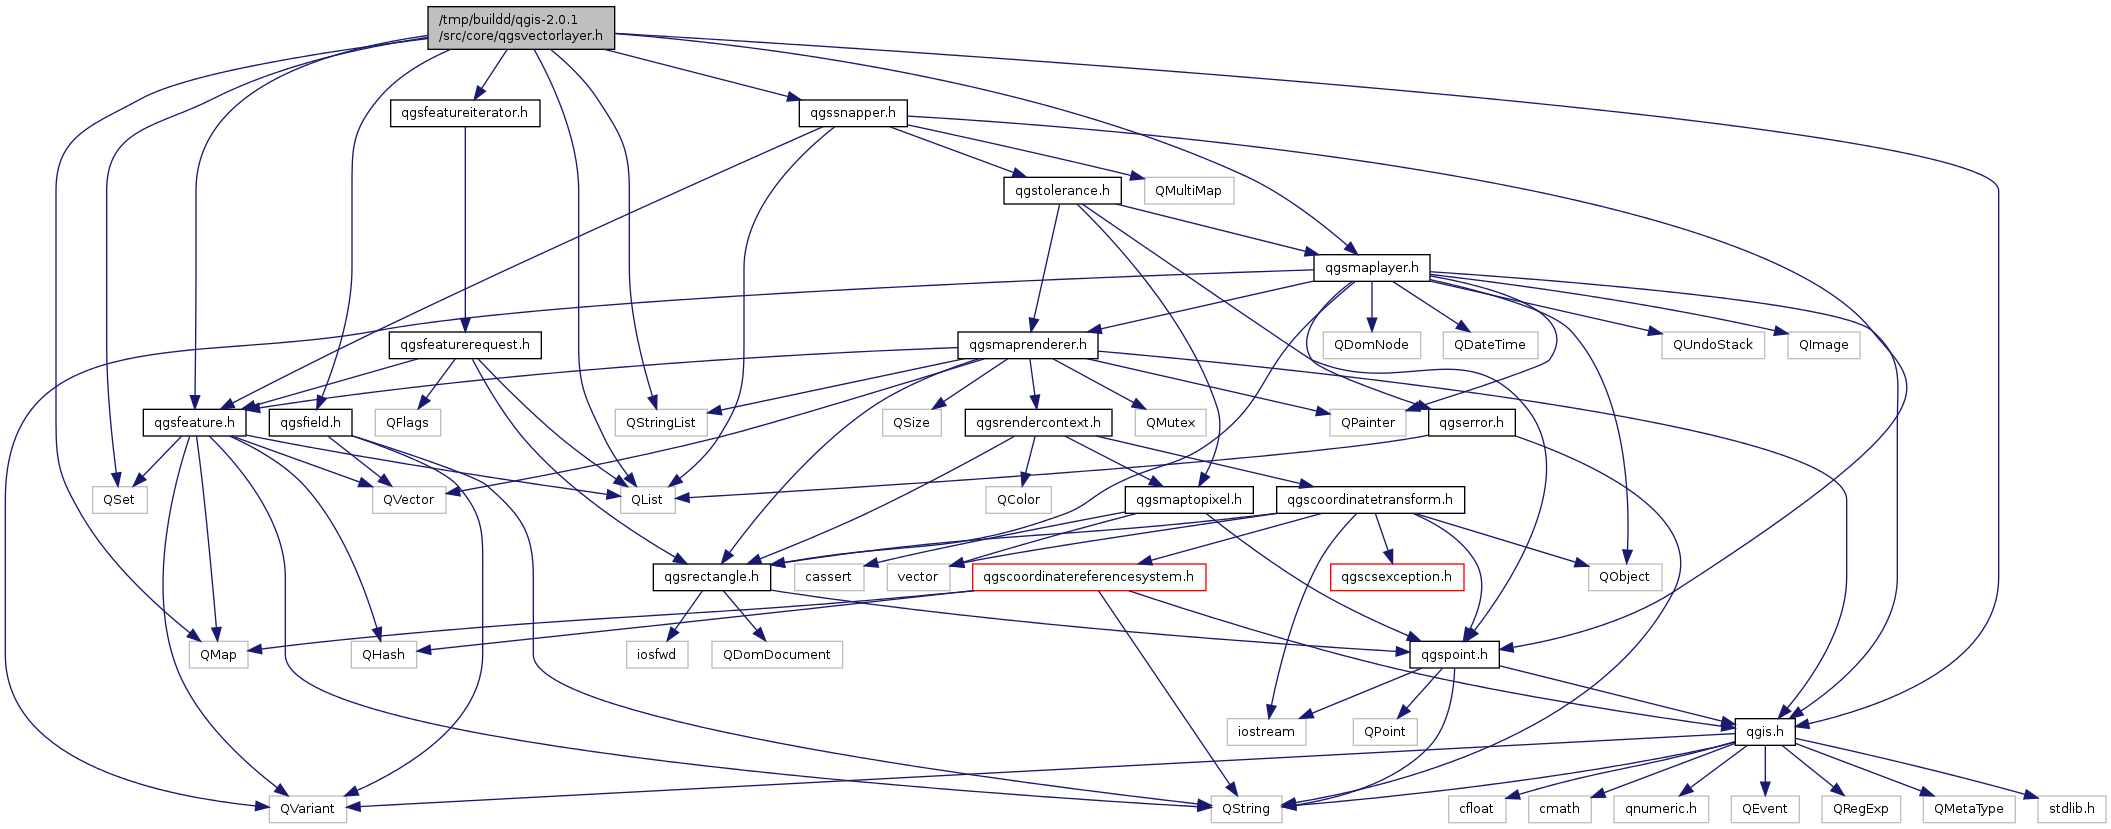 /tmp/buildd/qgis-2.0.1
/src/core/qgsvectorlayer.h
qgsfeatureiterator.h
qgssnapper.h
qgstolerance.h
QMultiMap
qgsmaplayer.h
qgsfeaturerequest.h
qgsmaprenderer.h
QDomNode
QDateTime
QUndoStack
QImage
qgsfeature.h
qgsfield.h
QFlags
QStringList
QSize
qgsrendercontext.h
QMutex
QPainter
qgserror.h
QSet
QVector
QList
QColor
qgsmaptopixel.h
qgscoordinatetransform.h
qgsrectangle.h
cassert
vector
qgscoordinatereferencesystem.h
qgscsexception.h
QObject
QMap
QHash
iosfwd
QDomDocument
qgspoint.h
iostream
QPoint
qgis.h
QVariant
QString
cfloat
cmath
qnumeric.h
QEvent
QRegExp
QMetaType
stdlib.h